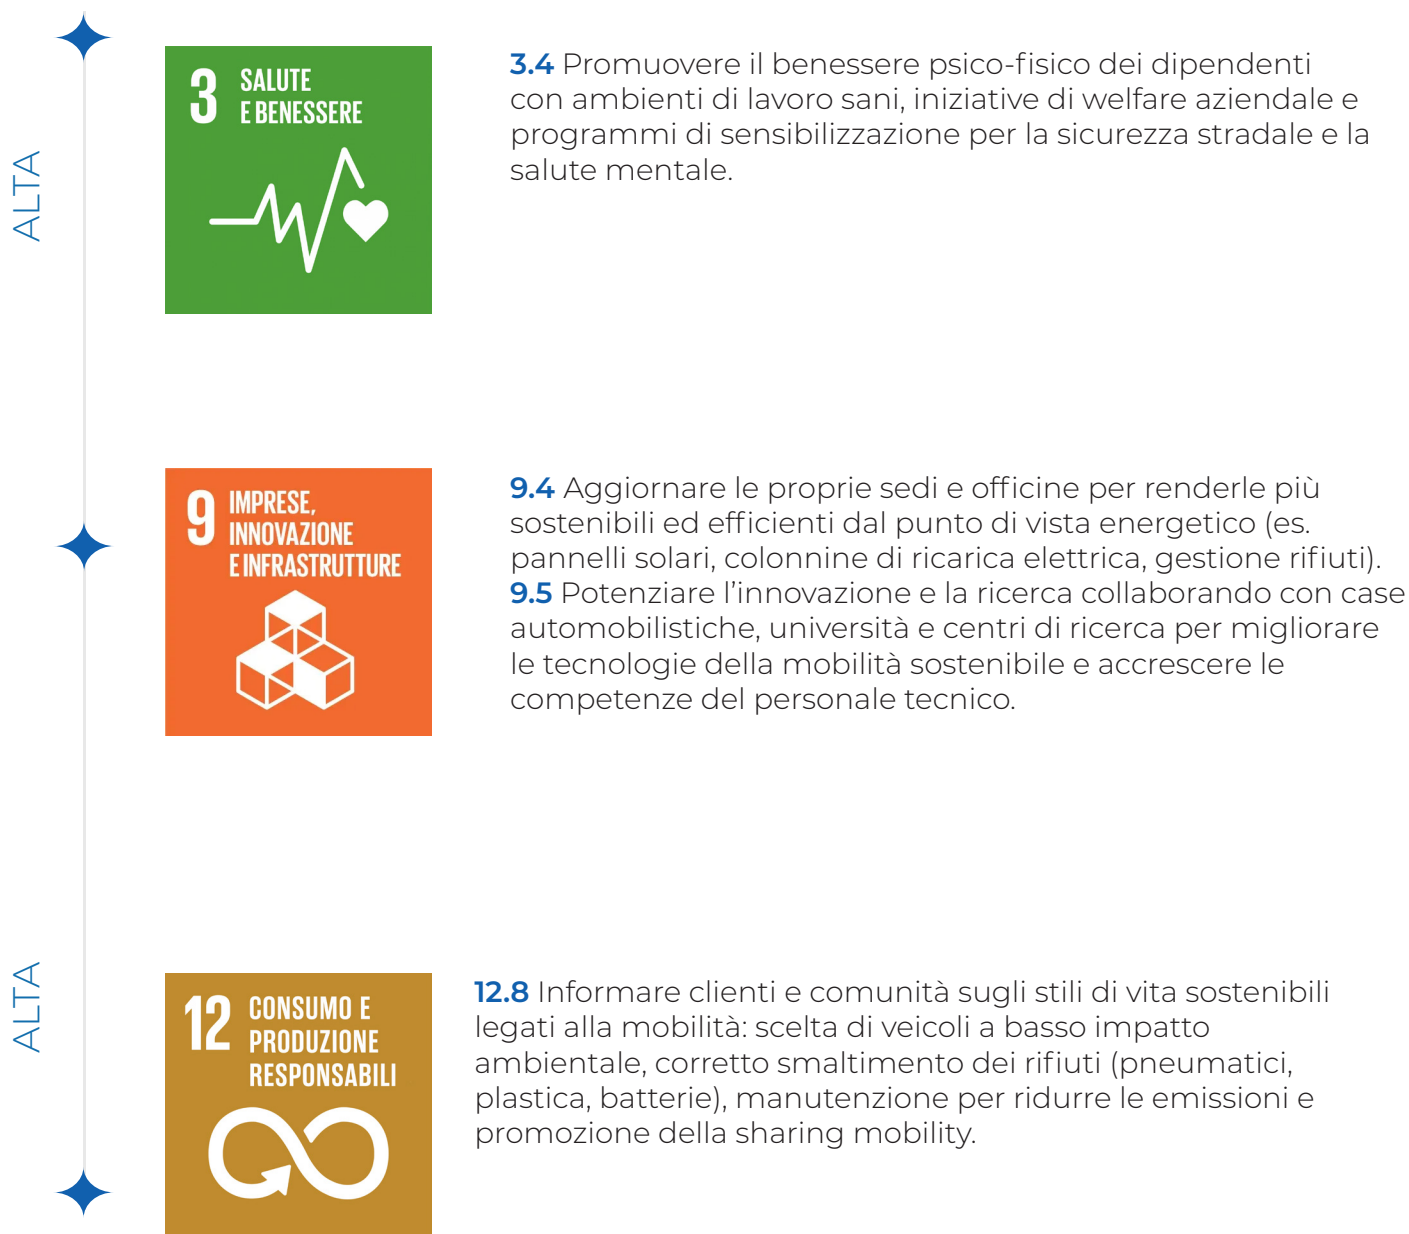 ALTA
3 SALUTE
E BENESSERE
3.4 Promuovere il benessere psico-fisico dei dipendenti
con ambienti di lavoro sani, iniziative di welfare aziendale e
programmi di sensibilizzazione per la sicurezza stradale e la
salute mentale.
9 IMPRESE,
INNOVAZIONE
E INFRASTRUTTURE
9.4 Aggiornare le proprie sedi e officine per renderle più
sostenibili ed efficienti dal punto di vista energetico (es.
pannelli solari, colonnine di ricarica elettrica, gestione rifiuti).
9.5 Potenziare l’innovazione e la ricerca collaborando con case
automobilistiche, università e centri di ricerca per migliorare
le tecnologie della mobilità sostenibile e accrescere le
competenze del personale tecnico.
ALTA
12 CONSUMO E
PRODUZIONE
RESPONSABILI
12.8 Informare clienti e comunità sugli stili di vita sostenibili
legati alla mobilità: scelta di veicoli a basso impatto
ambientale, corretto smaltimento dei rifiuti (pneumatici,
plastica, batterie), manutenzione per ridurre le emissioni e
promozione della sharing mobility.